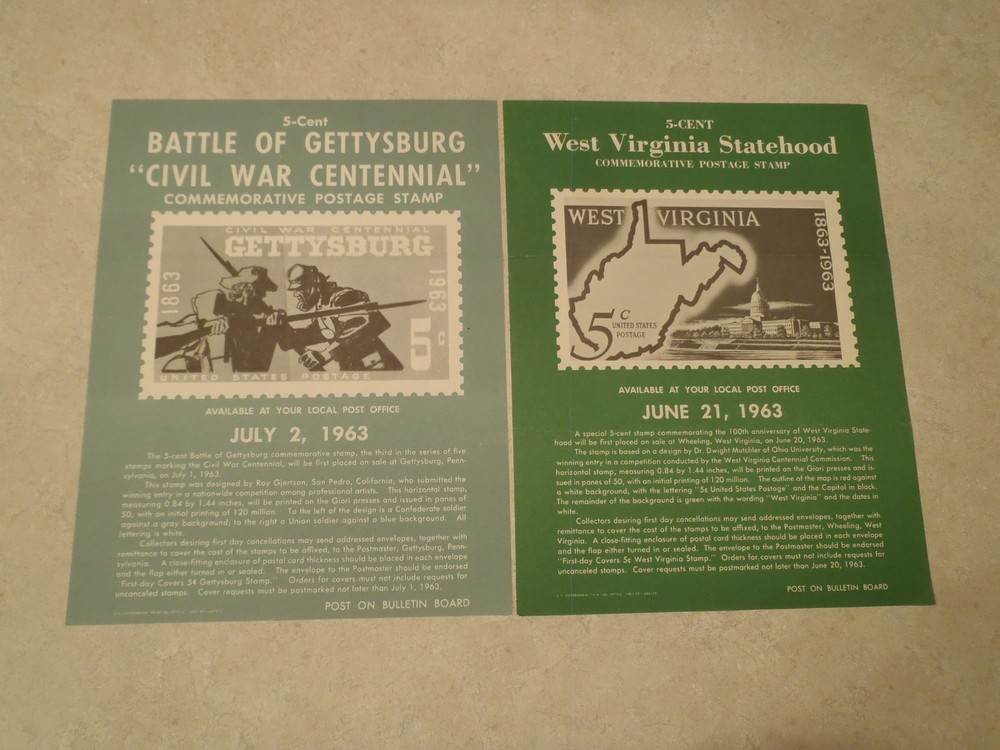 5-Cent
BATTLE OF GETTYSBURG
"CIVIL WAR CENTENNIAL"
COMMEMORATIVE POSTAGE STAMP
CIVIL WAR CENTENNIAL
GETTYSBURG
1863
1963
5c
UNITED STATES POSTAGE
AVAILABLE AT YOUR LOCAL POST OFFICE
JULY 2, 1963
The 5-cent Battle of Gettysburg commemorative stamp, the third in the series of five
stamps marking the Civil War Centennial, will be first placed on sale at Gettysburg, Penn-
sylvania, on July 1, 1963.
This stamp was designed by Roy Gjertson, San Pedro, California, who submitted the
winning entry in a nationwide competition among professional artists. This horizontal stamp,
measuring 0.84 by 1.44 inches, will be printed on the Giori presses and issued in panes of
50, with an initial printing of 120 million. To the left of the design is a Confederate soldier
against a gray background; to the right a Union soldier against a blue background. All
lettering is white.
Collectors desiring first day cancellations may send addressed envelopes, together with
remittance to cover the cost of the stamps to be affixed, to the Postmaster, Gettysburg, Penn-
sylvania. A close-fitting enclosure of postal card thickness should be placed in each envelope
and the flap either turned in or sealed. The envelope to the Postmaster should be endorsed
"First-day Covers 5¢ Gettysburg Stamp." Orders for covers must not include requests for
uncanceled stamps. Cover requests must be postmarked not later than July 1, 1963.
POST ON BULLETIN BOARD
5-CENT
West Virginia Statehood
COMMEMORATIVE POSTAGE STAMP
WEST VIRGINIA
1863-1963
5c
UNITED STATES
POSTAGE
AVAILABLE AT YOUR LOCAL POST OFFICE
JUNE 21, 1963
A special 5-cent stamp commemorating the 100th anniversary of West Virginia State-
hood will be first placed on sale at Wheeling, West Virginia, on June 20, 1963.
The stamp is based on a design by Dr. Dwight Mutchler of Ohio University, which was the
winning entry in a competition conducted by the West Virginia Centennial Commission. This
horizontal stamp, measuring 0.84 by 1.44 inches, will be printed on the Giori presses and is-
sued in panes of 50, with an initial printing of 120 million. The outline of the map is red against
a white background, with the lettering "5¢ United States Postage" and the Capitol in black.
The remainder of the background is green with the wording "West Virginia" and the dates in
white.
Collectors desiring first day cancellations may send addressed envelopes, together with
remittance to cover the cost of the stamps to be affixed, to the Postmaster, Wheeling, West
Virginia. A close-fitting enclosure of postal card thickness should be placed in each envelope
and the flap either turned in or sealed. The envelope to the Postmaster should be endorsed
"First-day Covers 5¢ West Virginia Stamp." Orders for covers must not include requests for
uncanceled stamps. Cover requests must be postmarked not later than June 20, 1963.
POST ON BULLETIN BOARD